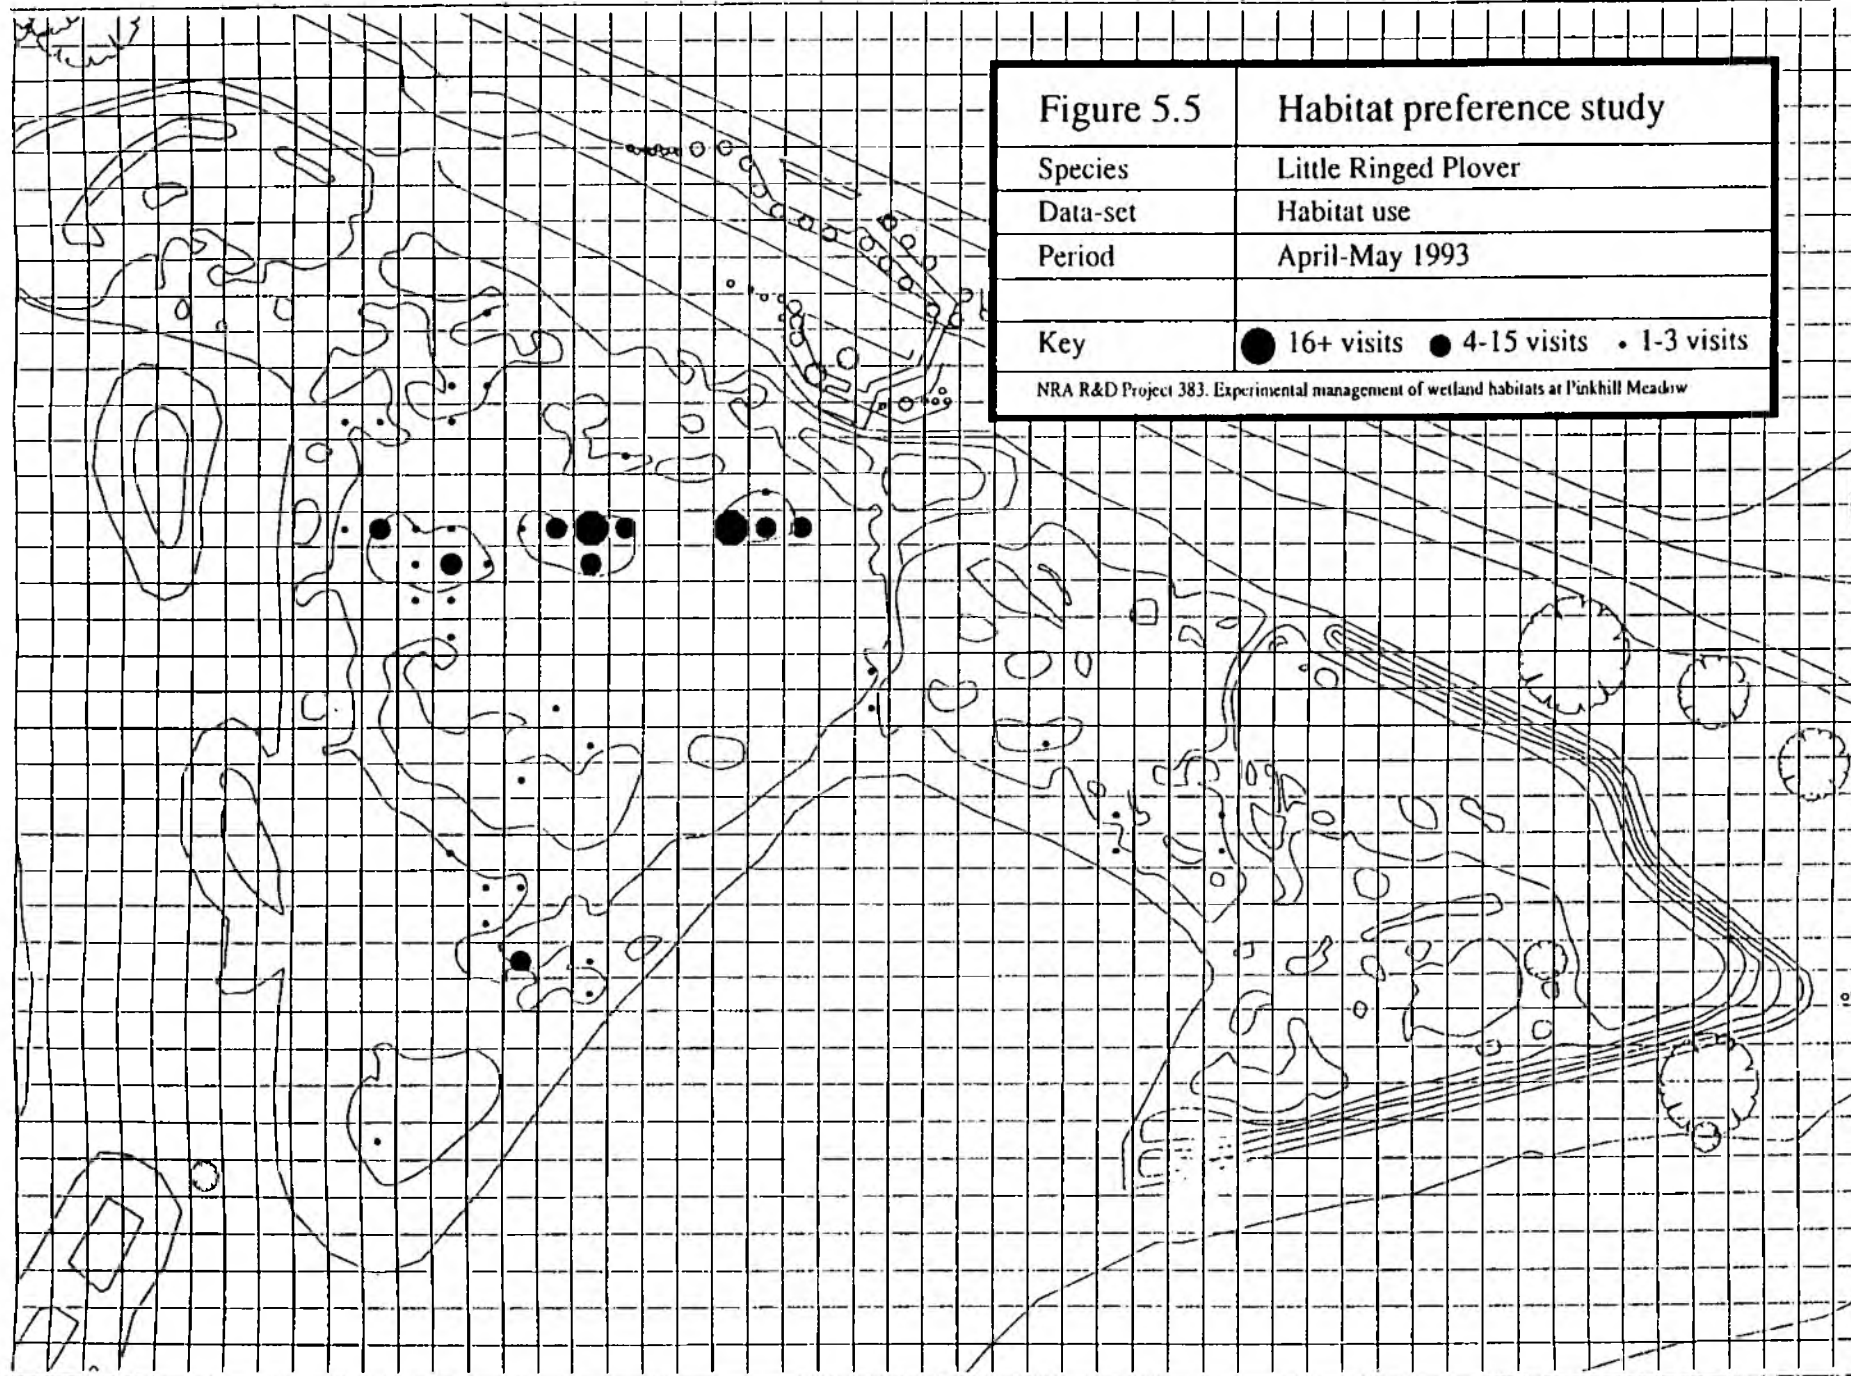 Figure 5.5 Habitat preference study
Species Little Ringed Plover
Data-set Habitat use
Period April-May 1993
Key 16+ visits 4-15 visits 1-3 visits
NRA R&D Project 383. Experimental management of wetland habitats at Pinkhill Meadow